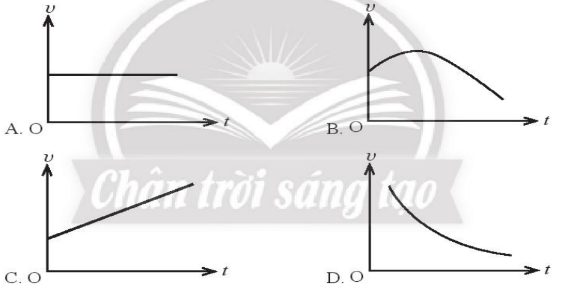 υ
υ
A. O
t
B. O
t
Chân trời sáng tạo
υ
υ
C. O
t
D. O
t